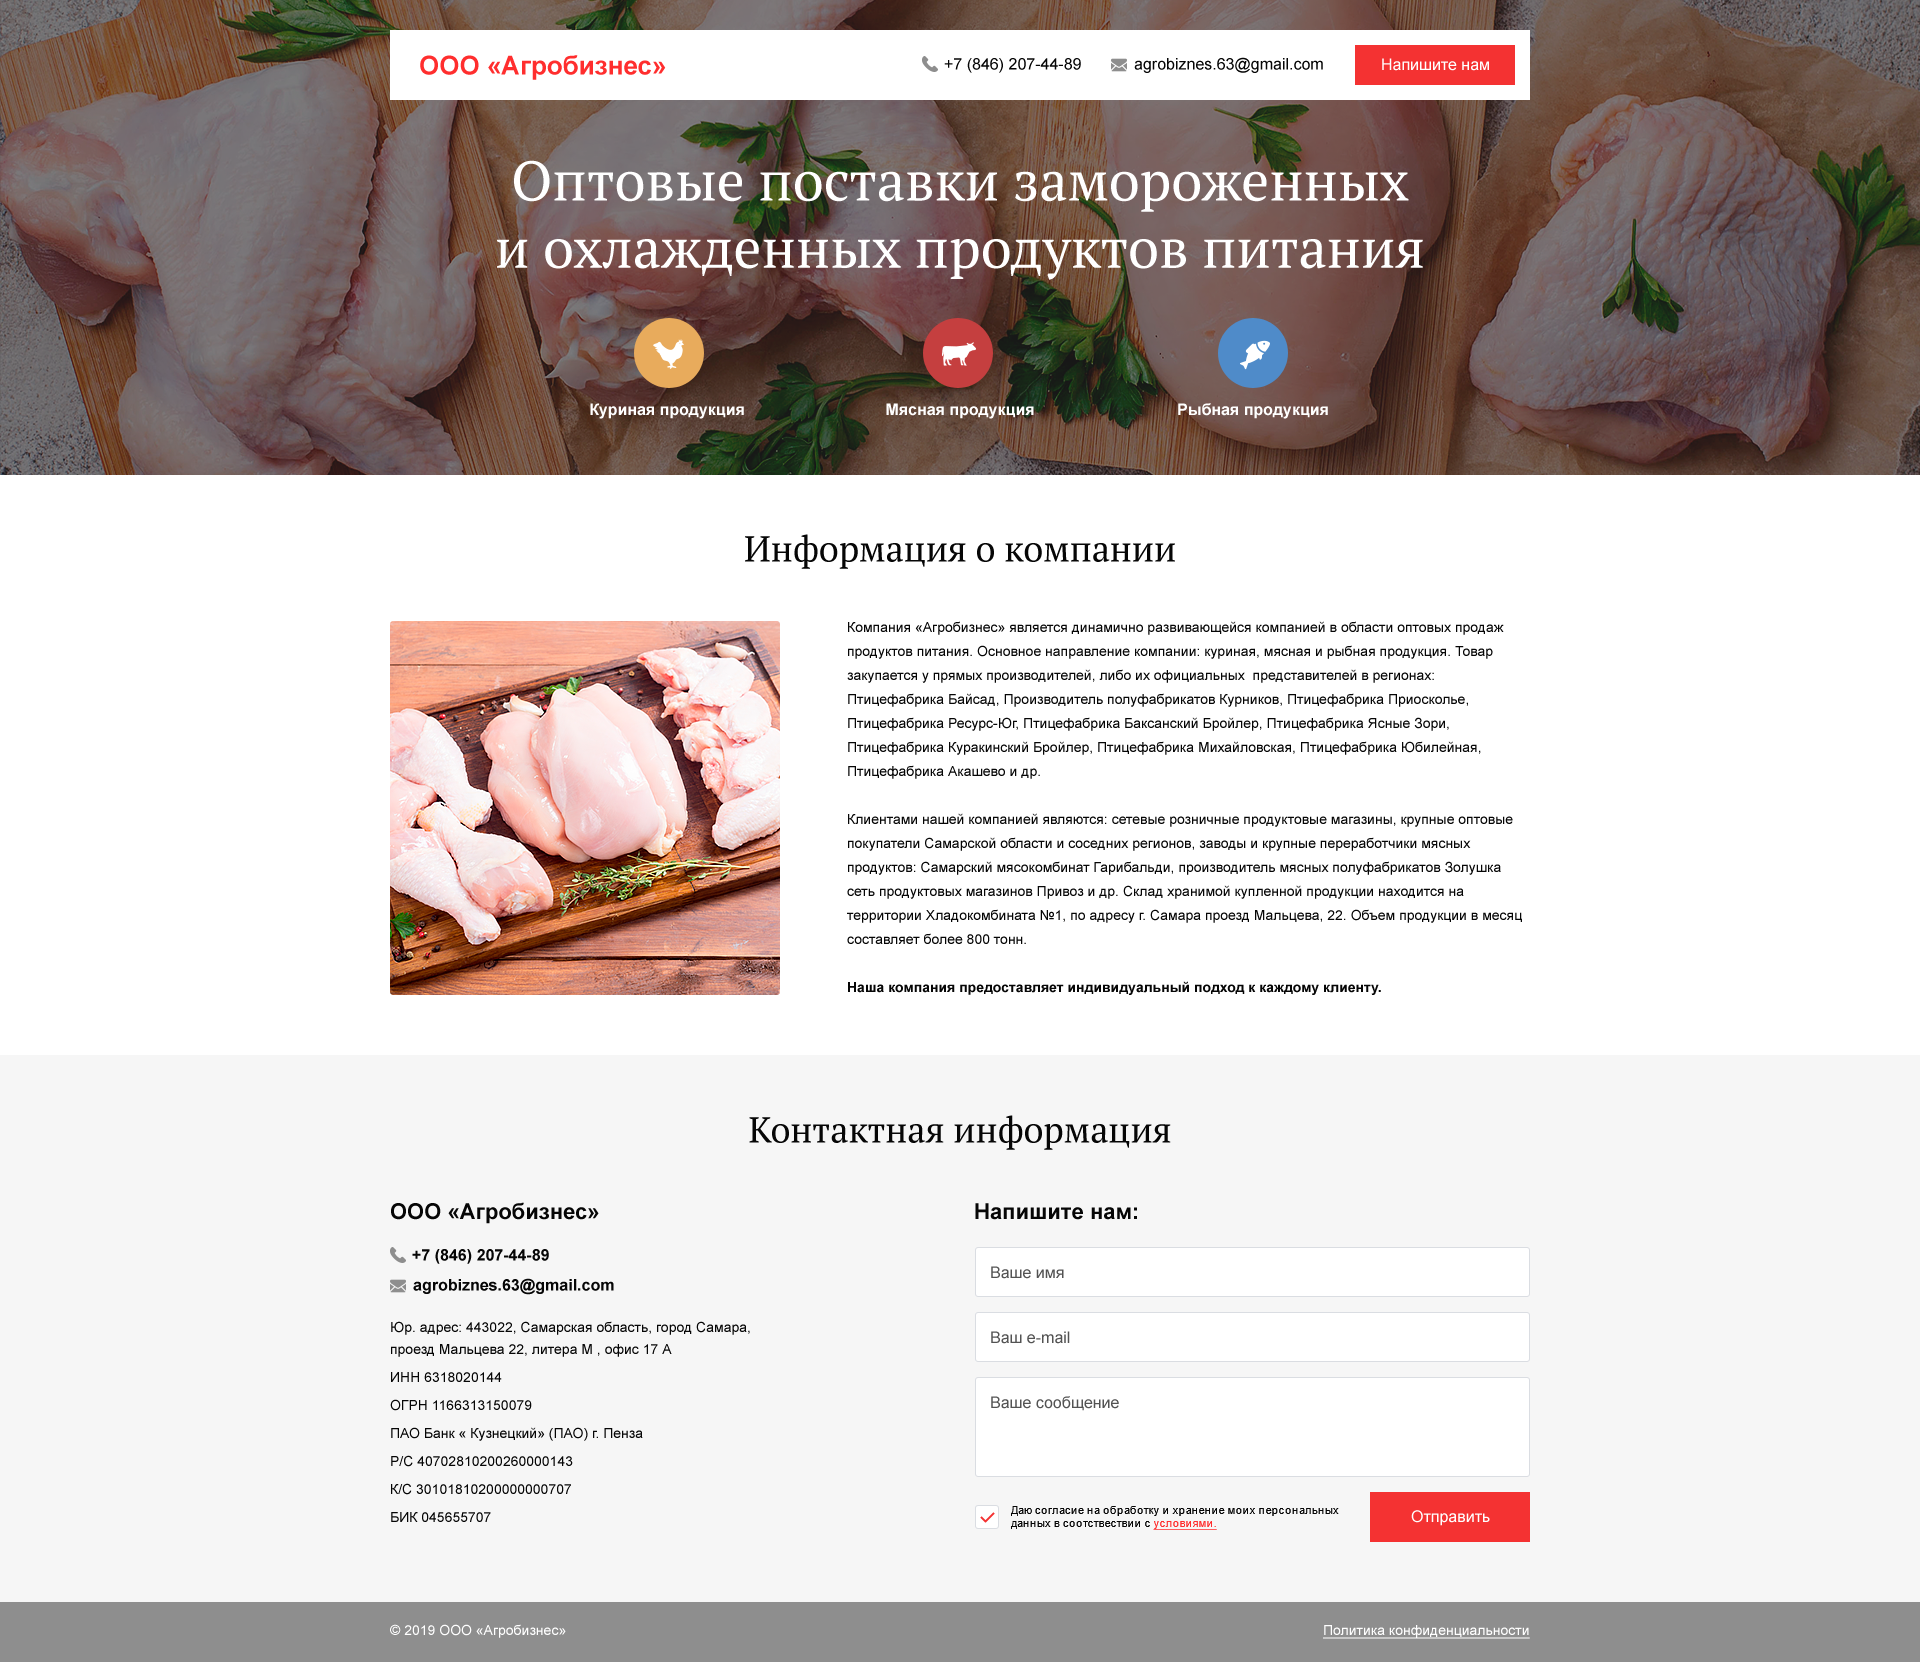 ООО «Агробизнес»
+7 (846) 207-44-89
agrobiznes.63@gmail.com
Напишите нам
Оптовые поставки замороженных
и охлажденных продуктов питания
Куриная продукция
Мясная продукция
Рыбная продукция
Информация о компании
Компания «Агробизнес» является динамично развивающейся компанией в области оптовых продаж
продуктов питания. Основное направление компании: куриная, мясная и рыбная продукция. Товар
закупается у прямых производителей, либо их официальных  представителей в регионах:
Птицефабрика Байсад, Производитель полуфабрикатов Курников, Птицефабрика Приосколье,
Птицефабрика Ресурс-Юг, Птицефабрика Баксанский Бройлер, Птицефабрика Ясные Зори,
Птицефабрика Куракинский Бройлер, Птицефабрика Михайловская, Птицефабрика Юбилейная,
Птицефабрика Акашево и др.
Клиентами нашей компанией являются: сетевые розничные продуктовые магазины, крупные оптовые
покупатели Самарской области и соседних регионов, заводы и крупные переработчики мясных
продуктов: Самарский мясокомбинат Гарибальди, производитель мясных полуфабрикатов Золушка
сеть продуктовых магазинов Привоз и др. Склад хранимой купленной продукции находится на
территории Хладокомбината №1, по адресу г. Самара проезд Мальцева, 22. Объем продукции в месяц
составляет более 800 тонн.
Наша компания предоставляет индивидуальный подход к каждому клиенту.
Контактная информация
ООО «Агробизнес»
+7 (846) 207-44-89
agrobiznes.63@gmail.com
Юр. адрес: 443022, Самарская область, город Самара,
проезд Мальцева 22, литера М , офис 17 А
ИНН 6318020144
ОГРН 1166313150079
ПАО Банк « Кузнецкий» (ПАО) г. Пенза
Р/С 40702810200260000143
К/С 30101810200000000707
БИК 045655707
Напишите нам:
Ваше имя
Ваш e-mail
Ваше сообщение
Даю согласие на обработку и хранение моих персональных
данных в соотствествии с условиями.
Отправить
© 2019 ООО «Агробизнес»
Политика конфиденциальности